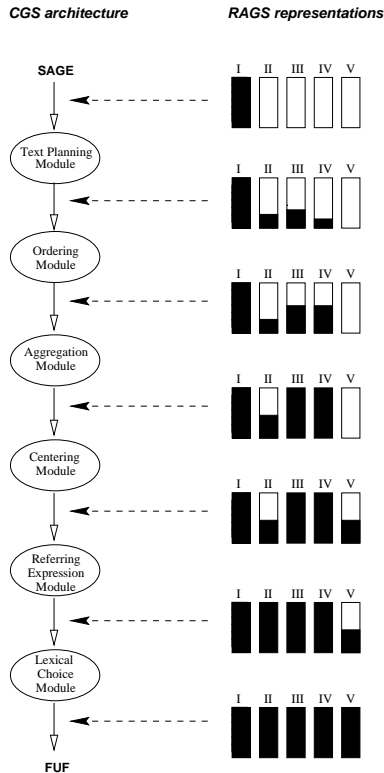 CGS architecture RAGS representations
SAGE
I II III IV V
Text Planning
Module
I II III IV V
Ordering
Module
I II III IV V
Aggregation
Module
I II III IV V
Centering
Module
I II III IV V
Referring
Expression
Module
I II III IV V
Lexical
Choice
Module
I II III IV V
FUF